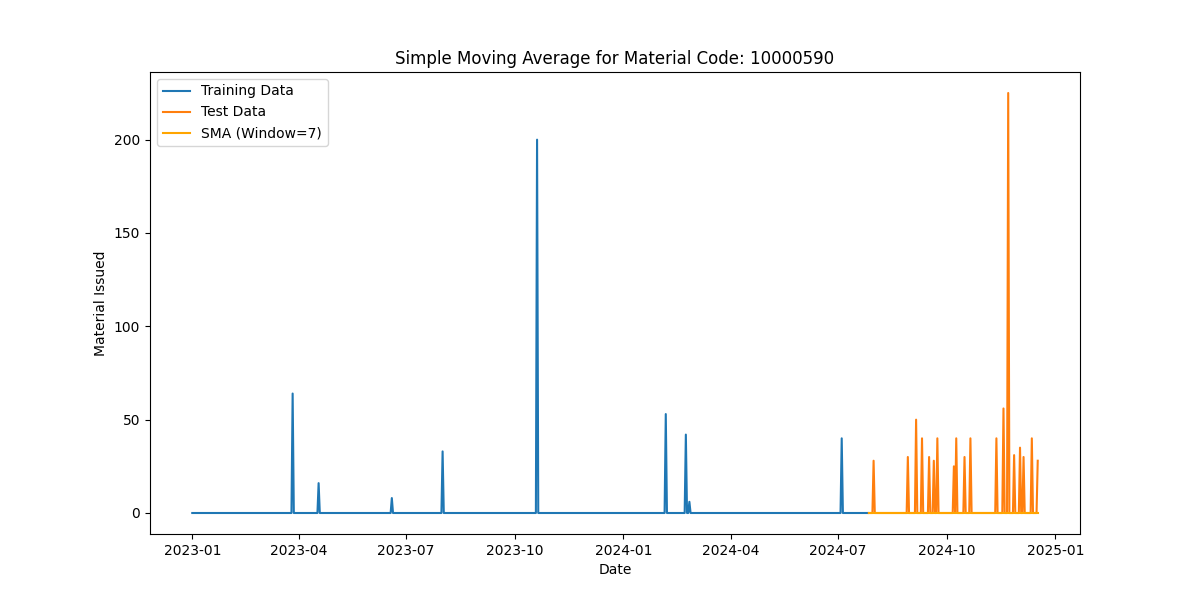 Simple Moving Average for Material Code: 10000590
Training Data
Test Data
SMA (Window=7)
Material Issued
200
150
100
50
0
2023-01 2023-04 2023-07 2023-10 2024-01 2024-04 2024-07 2024-10 2025-01
Date